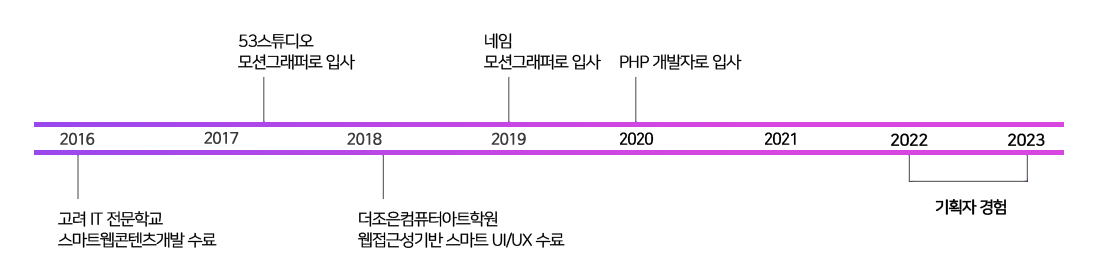 53스튜디오
모션그래퍼로 입사
네임
모션그래퍼로 입사
PHP 개발자로 입사
2016 2017 2018 2019 2020 2021 2022 2023
고려 IT 전문학교
스마트웹콘텐츠개발 수료
더조은컴퓨터아트학원
웹접근성기반 스마트 UI/UX 수료
기획자 경험